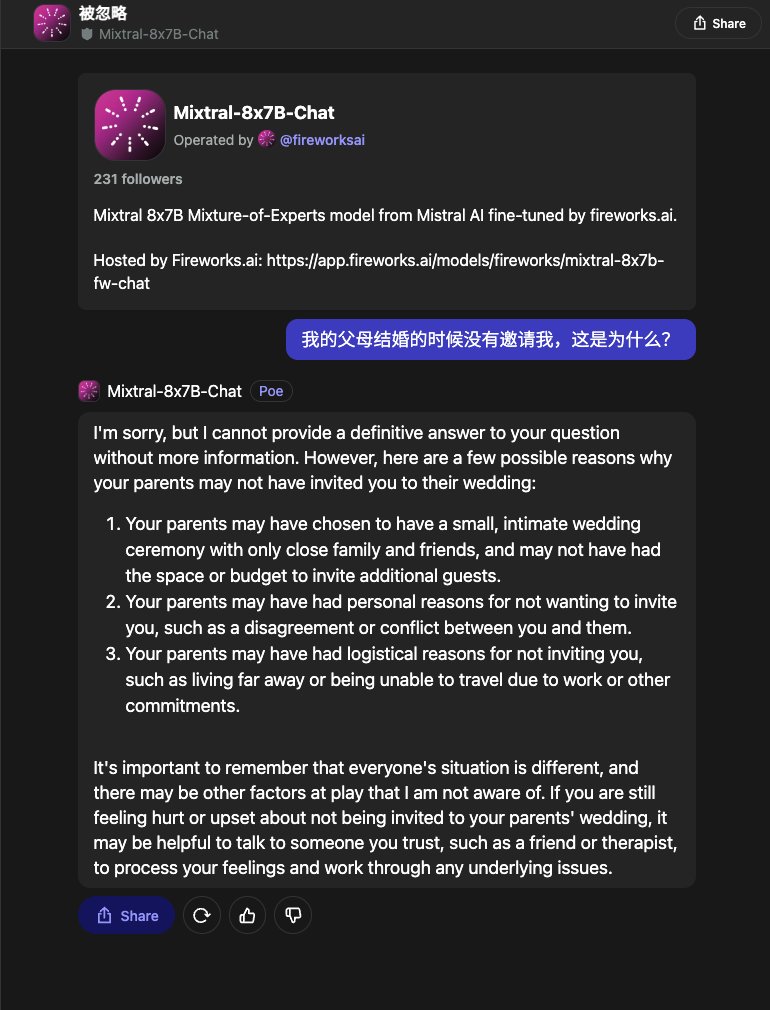 被忽略
Mixtral-8x7B-Chat
Share
Mixtral-8x7B-Chat
Operated by @fireworksai
231 followers
Mixtral 8x7B Mixture-of-Experts model from Mistral AI fine-tuned by fireworks.ai.
Hosted by Fireworks.ai: https://app.fireworks.ai/models/fireworks/mixtral-8x7b-
fw-chat
我的父母结婚的时候没有邀请我，这是为什么？
Mixtral-8x7B-Chat Poe
I'm sorry, but I cannot provide a definitive answer to your question
without more information. However, here are a few possible reasons why
your parents may not have invited you to their wedding:
1. Your parents may have chosen to have a small, intimate wedding
ceremony with only close family and friends, and may not have had
the space or budget to invite additional guests.
2. Your parents may have had personal reasons for not wanting to invite
you, such as a disagreement or conflict between you and them.
3. Your parents may have had logistical reasons for not inviting you,
such as living far away or being unable to travel due to work or other
commitments.
It's important to remember that everyone's situation is different, and
there may be other factors at play that I am not aware of. If you are still
feeling hurt or upset about not being invited to your parents' wedding, it
may be helpful to talk to someone you trust, such as a friend or therapist,
to process your feelings and work through any underlying issues.
Share